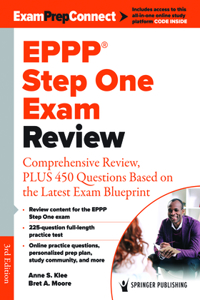 ExamPrepConnect
Includes access to this
all-in-one online study
platform CODE INSIDE
EPPP®
Step One
Exam
Review
Comprehensive Review,
PLUS 450 Questions Based on
the Latest Exam Blueprint
• Review content for the EPPP
Step One exam
• 225-question full-length
practice test
• Online practice questions,
personalized prep plan,
study community, and more
Anne S. Klee
Bret A. Moore
3rd Edition
SPRINGER PUBLISHING